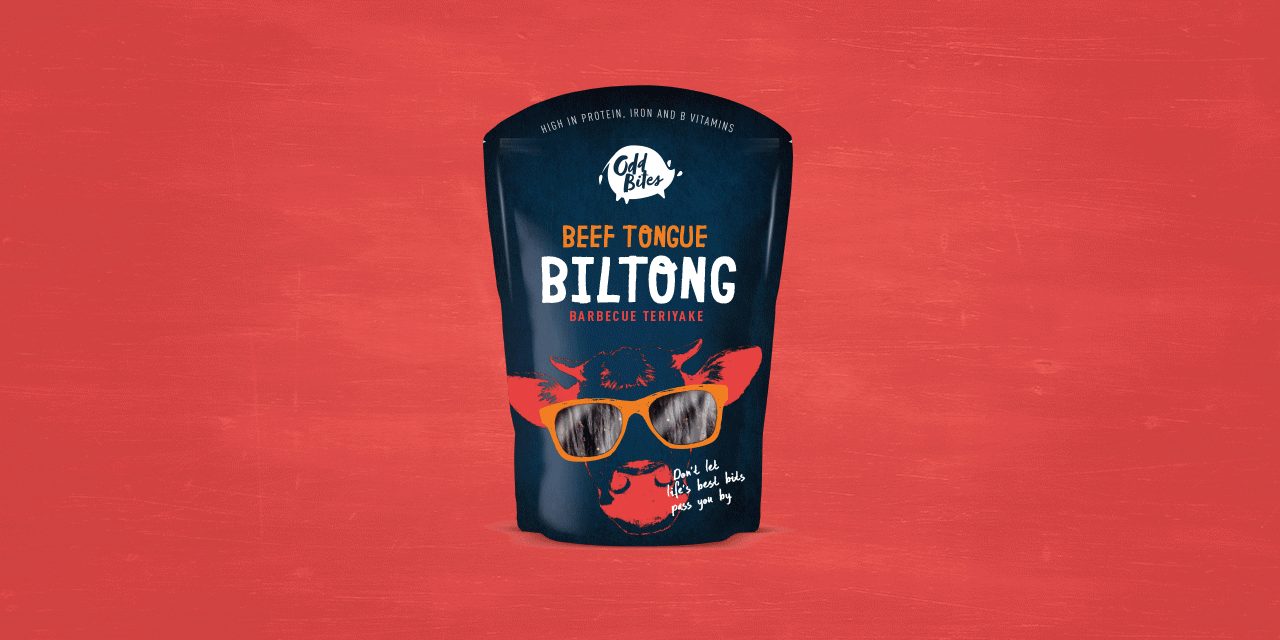 HIGH IN PROTEIN, IRON AND B VITAMINS
Odd
Bites
BEEF TONGUE
BILTONG
BARBECUE TERIYAKE
Don't let
life's best bits
pass you by